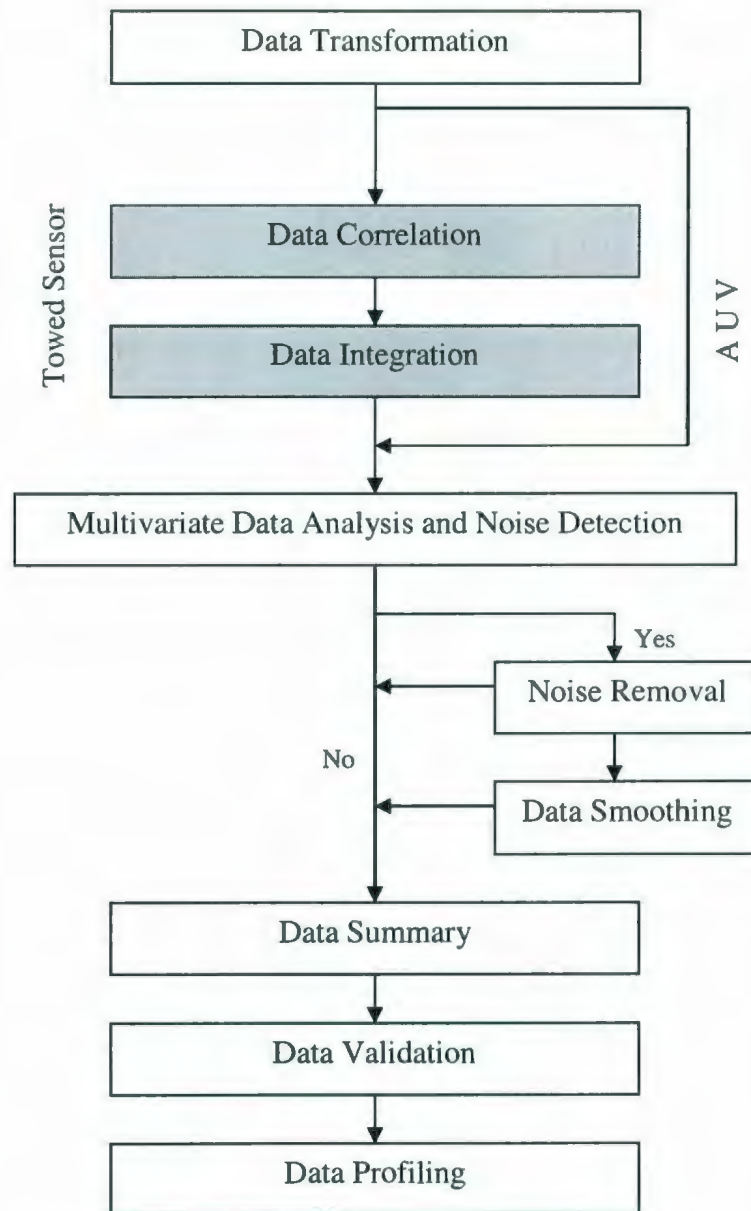 Data Transformation
Towed Sensor
A U V
Data Correlation
Data Integration
Multivariate Data Analysis and Noise Detection
Yes
Noise Removal
No
Data Smoothing
Data Summary
Data Validation
Data Profiling